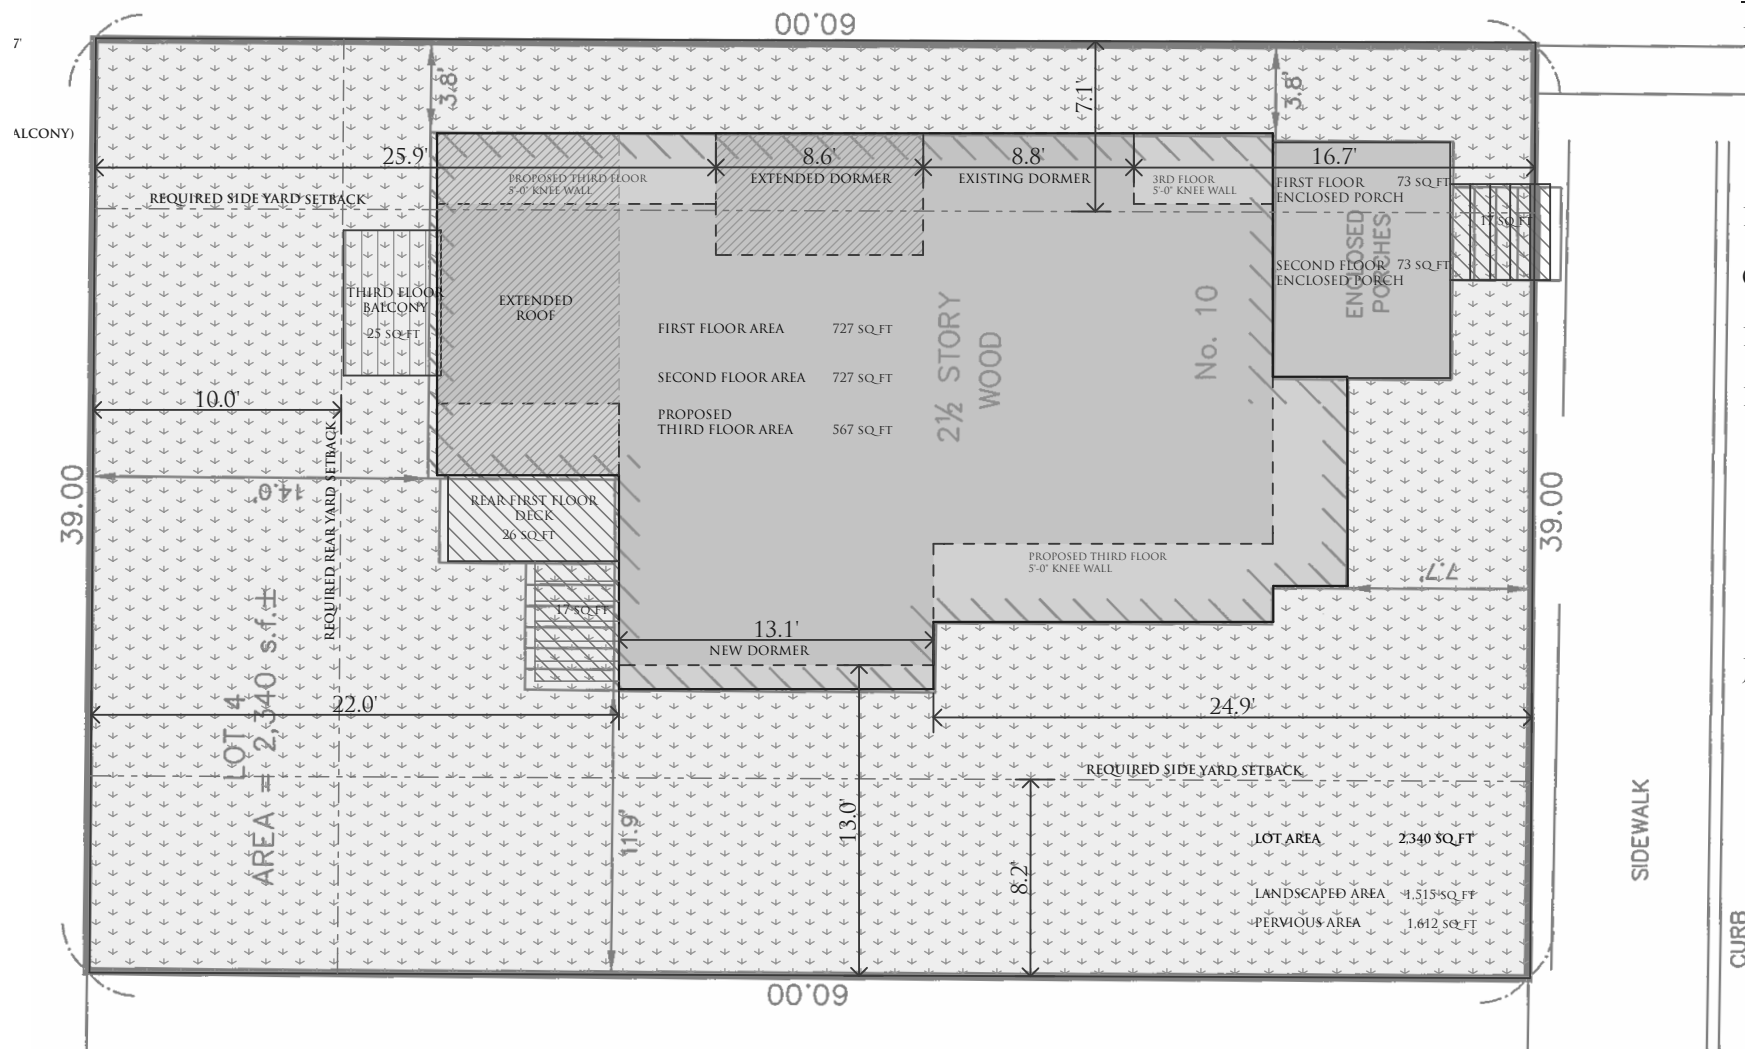 60.00
7'
3.8'
7.1'
3.8'
ALCONY)
25.9'
8.6'
8.8'
16.7'
PROPOSED THIRD FLOOR
5'-0" KNEE WALL
EXTENDED DORMER
EXISTING DORMER
3RD FLOOR
5'-0" KNEE WALL
FIRST FLOOR 73 SQ FT
ENCLOSED PORCH
REQUIRED SIDE YARD SETBACK
17 SQ FT
ENCLOSED
PORCHES
SECOND FLOOR 73 SQ FT
ENCLOSED PORCH
THIRD FLOOR
BALCONY
25 SQ FT
EXTENDED
ROOF
FIRST FLOOR AREA 727 SQ FT
2½ STORY
WOOD
No. 10
SECOND FLOOR AREA 727 SQ FT
10.0'
PROPOSED
THIRD FLOOR AREA 567 SQ FT
39.00
14.0'
REQUIRED REAR YARD SETBACK
REAR FIRST FLOOR
DECK
26 SQ FT
39.00
PROPOSED THIRD FLOOR
5'-0" KNEE WALL
7.7'
17 SQ FT
13.1'
NEW DORMER
LOT 4
AREA = 2,340 s.f.±
22.0'
24.9'
REQUIRED SIDE YARD SETBACK
11.9'
13.0'
8.2'
LOT AREA 2,340 SQ FT
LANDSCAPED AREA 1,515 SQ FT
PERVIOUS AREA 1,612 SQ FT
SIDEWALK
CURB
60.00